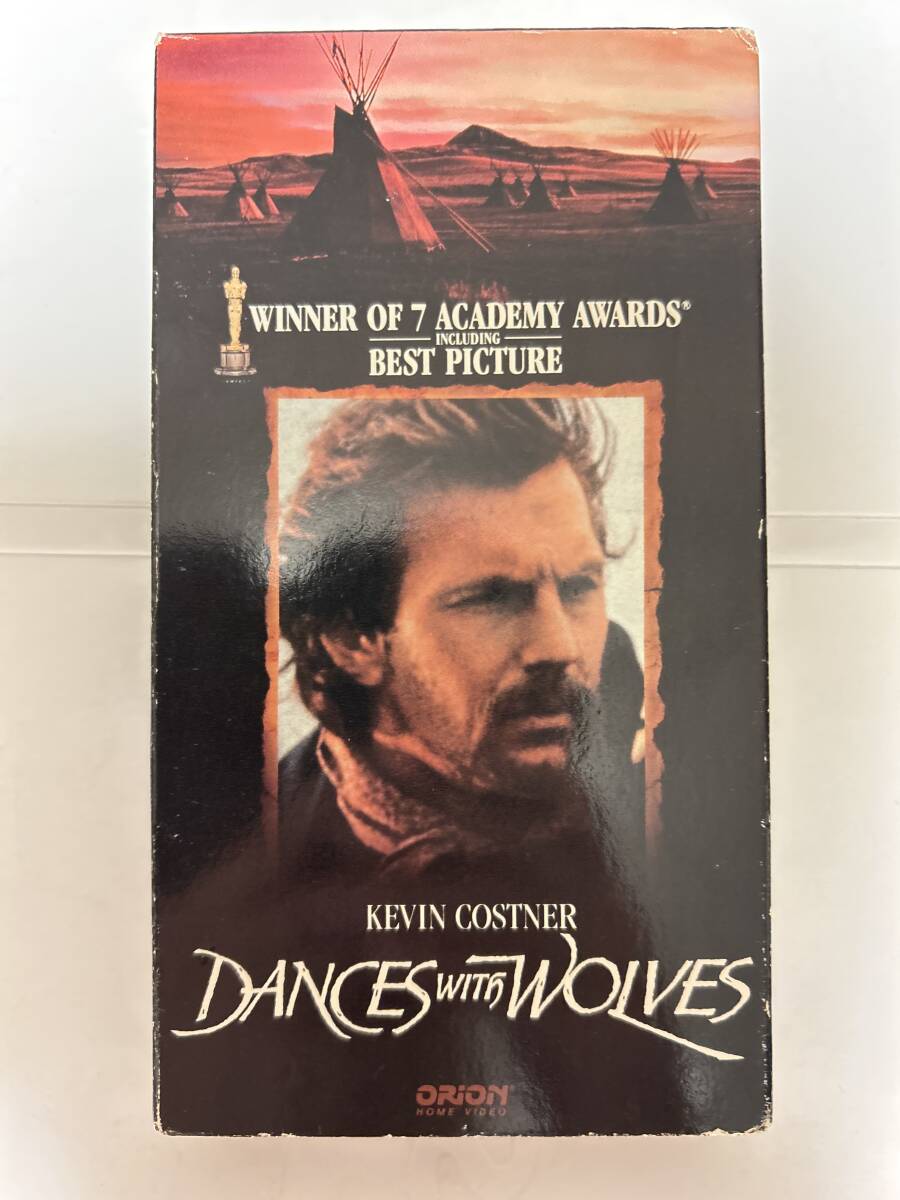 WINNER OF 7 ACADEMY AWARDS®
INCLUDING
BEST PICTURE
KEVIN COSTNER
DANCES WITH WOLVES
ORION
HOME VIDEO